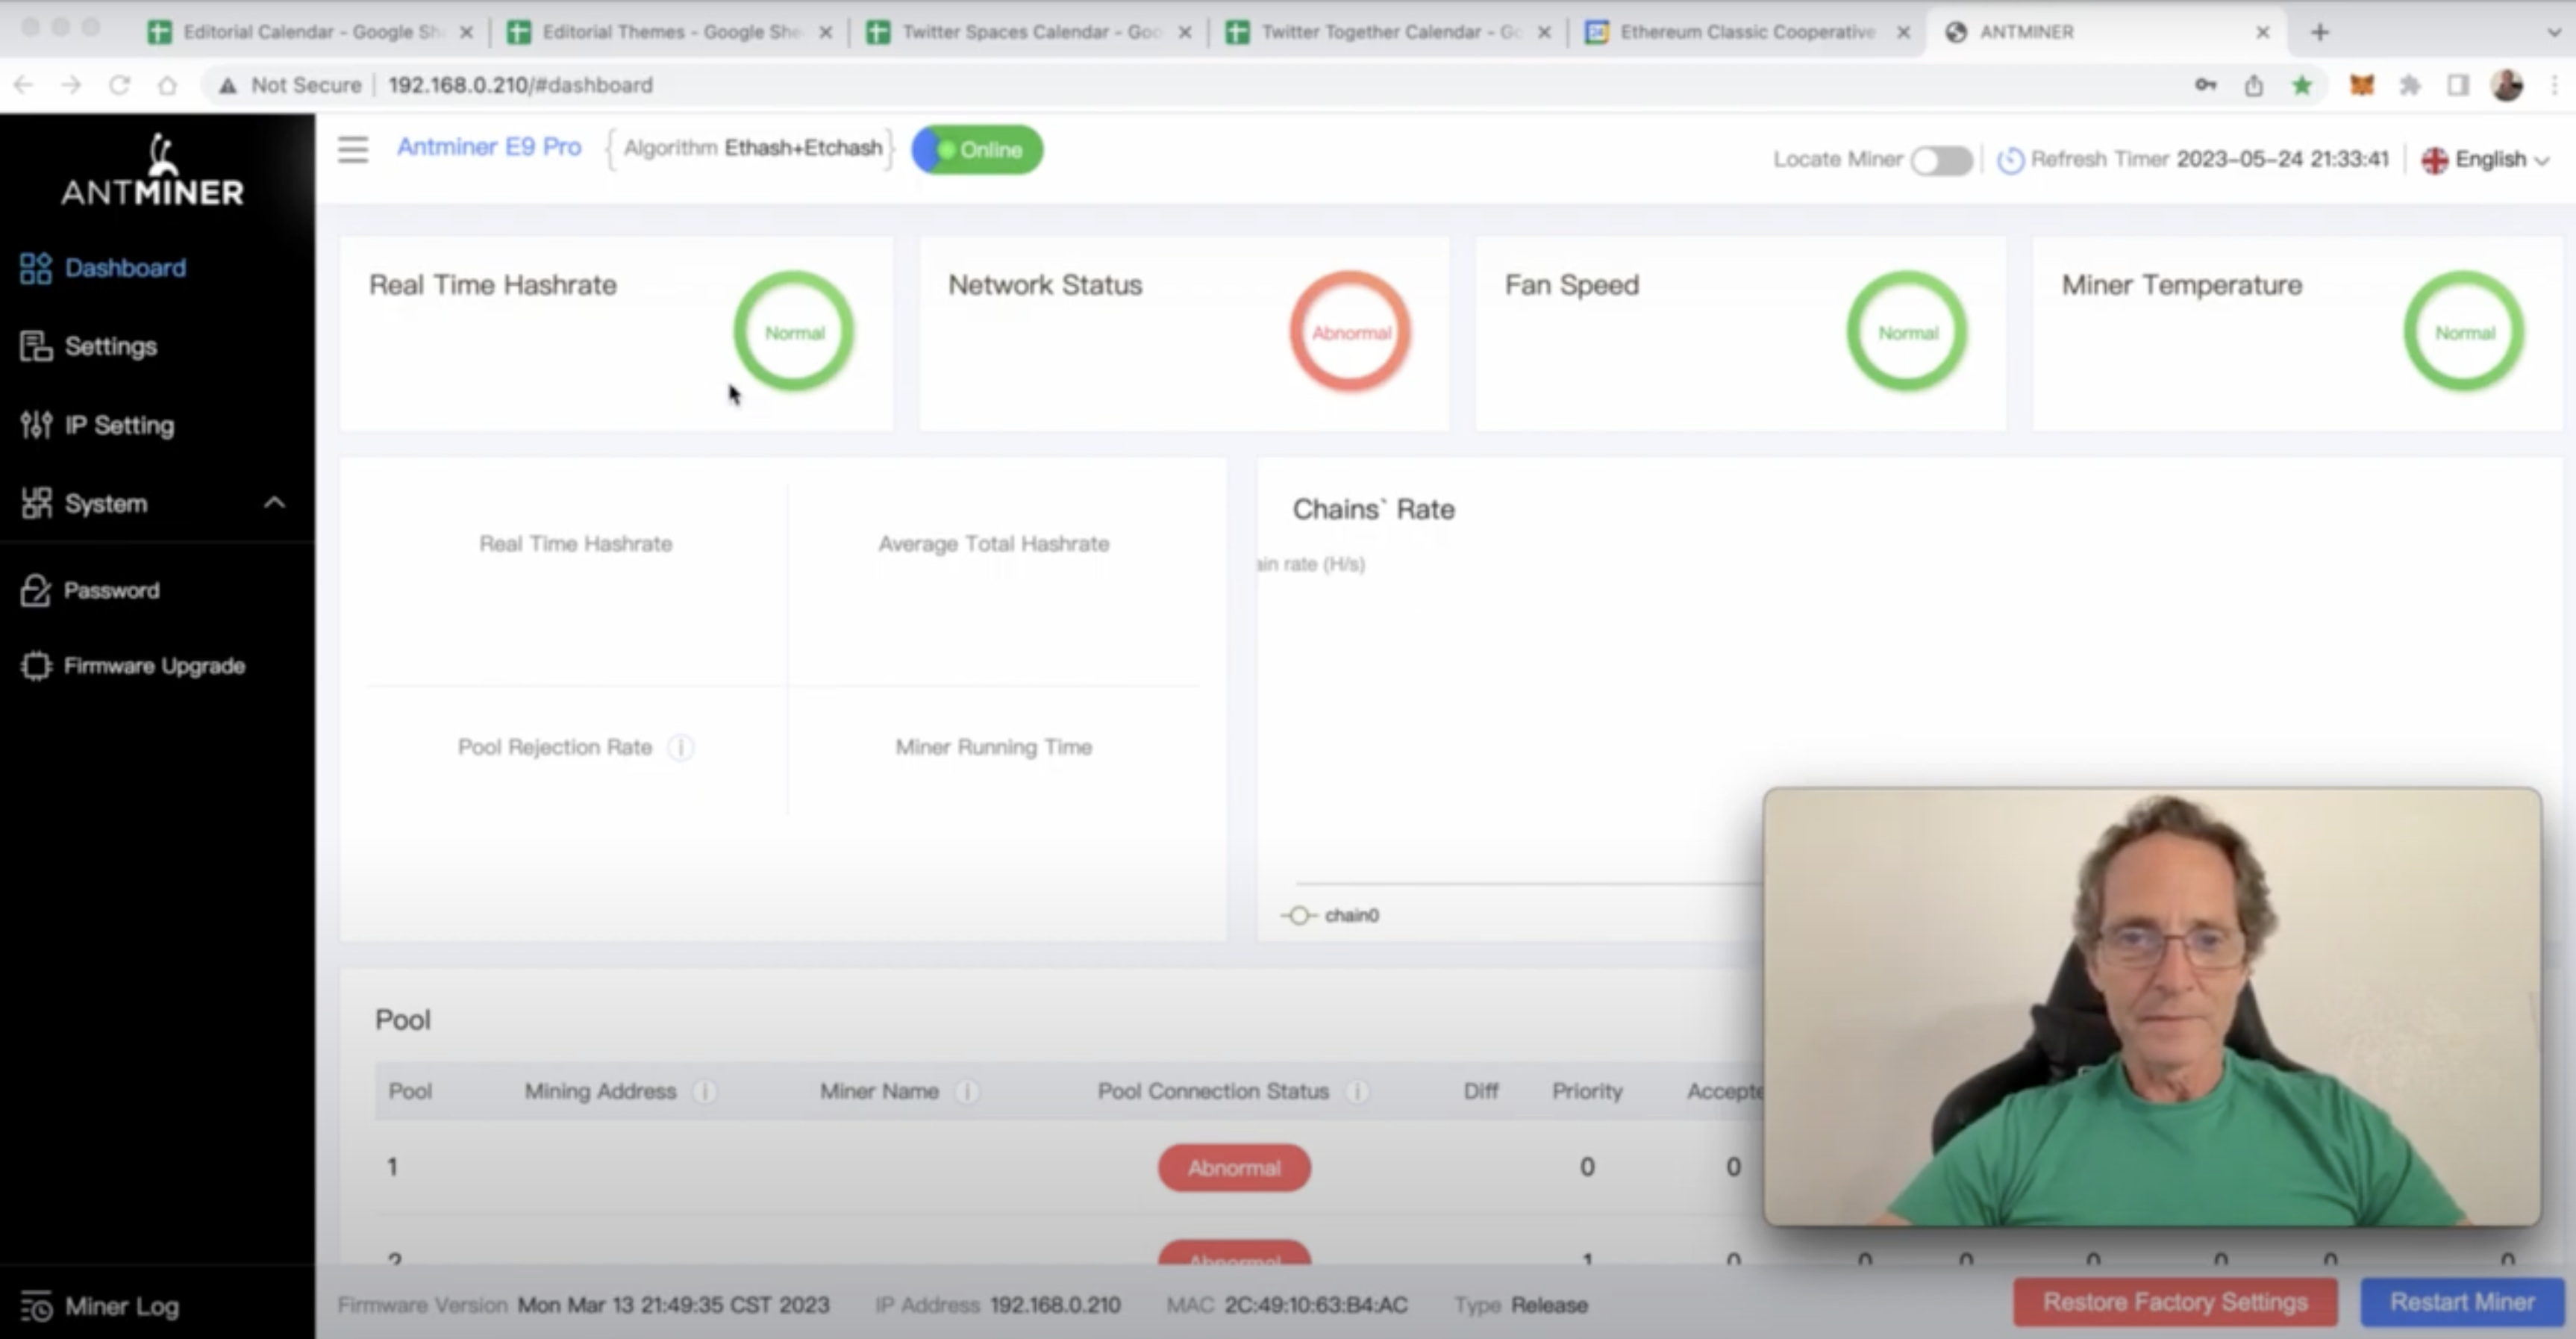 Editorial Calendar - Google Sh
Editorial Themes - Google She
Twitter Spaces Calendar - Goo
Twitter Together Calendar - Go
Ethereum Classic Cooperative
ANTMINER
Not Secure
192.168.0.210/#dashboard
ANTMINER
Dashboard
Settings
IP Setting
System
Password
Firmware Upgrade
Miner Log
Antminer E9 Pro
Algorithm Ethash+Etchash
Online
Locate Miner
Refresh Timer 2023-05-24 21:33:41
English
Real Time Hashrate
Normal
Network Status
Abnormal
Fan Speed
Normal
Miner Temperature
Normal
Real Time Hashrate
Average Total Hashrate
Pool Rejection Rate
Miner Running Time
Chains` Rate
ain rate (H/s)
chain0
Pool
Pool Mining Address Miner Name Pool Connection Status Diff Priority Accepte
1 Abnormal 0 0
2 Abnormal 1 0 0 0 0 0 0 0
Firmware Version Mon Mar 13 21:49:35 CST 2023 IP Address 192.168.0.210 MAC 2C:49:10:63:B4:AC Type Release
Restore Factory Settings
Restart Miner